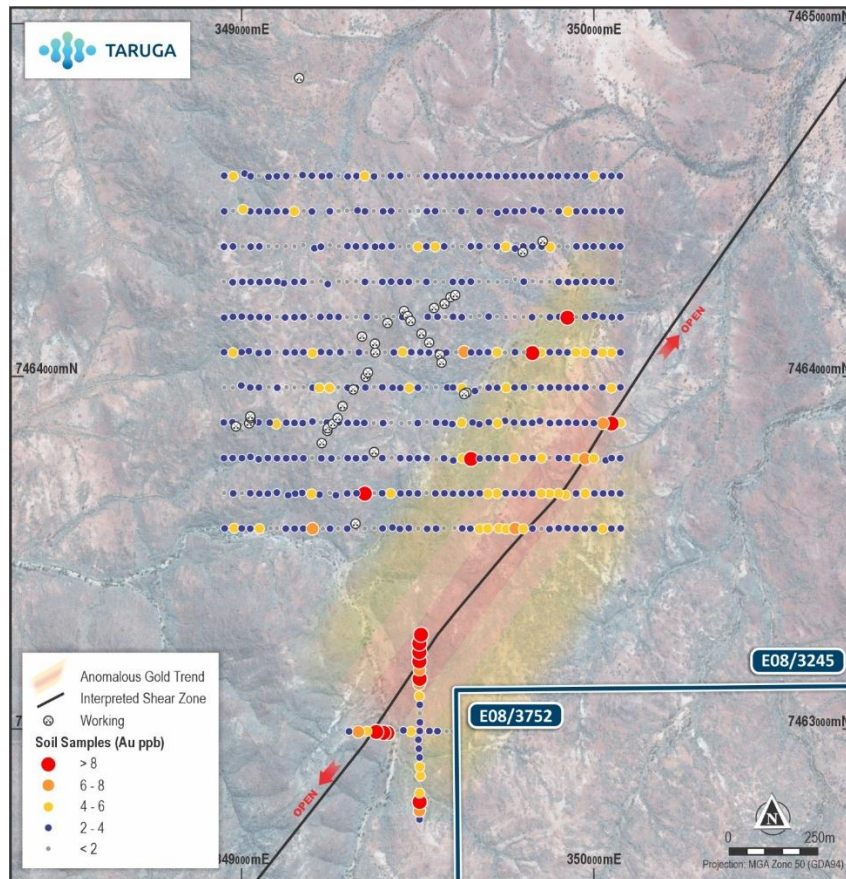 TARUGA
349000mE
350000mE
7465000mN
7464000mN
OPEN
E08/3245
E08/3752
7463000mN
OPEN
Anomalous Gold Trend
Interpreted Shear Zone
Working
Soil Samples (Au ppb)
> 8
6 - 8
4 - 6
2 - 4
< 2
N
0 250m
Projection: MGA Zone 50 (GDA94)
349000mE
350000mE